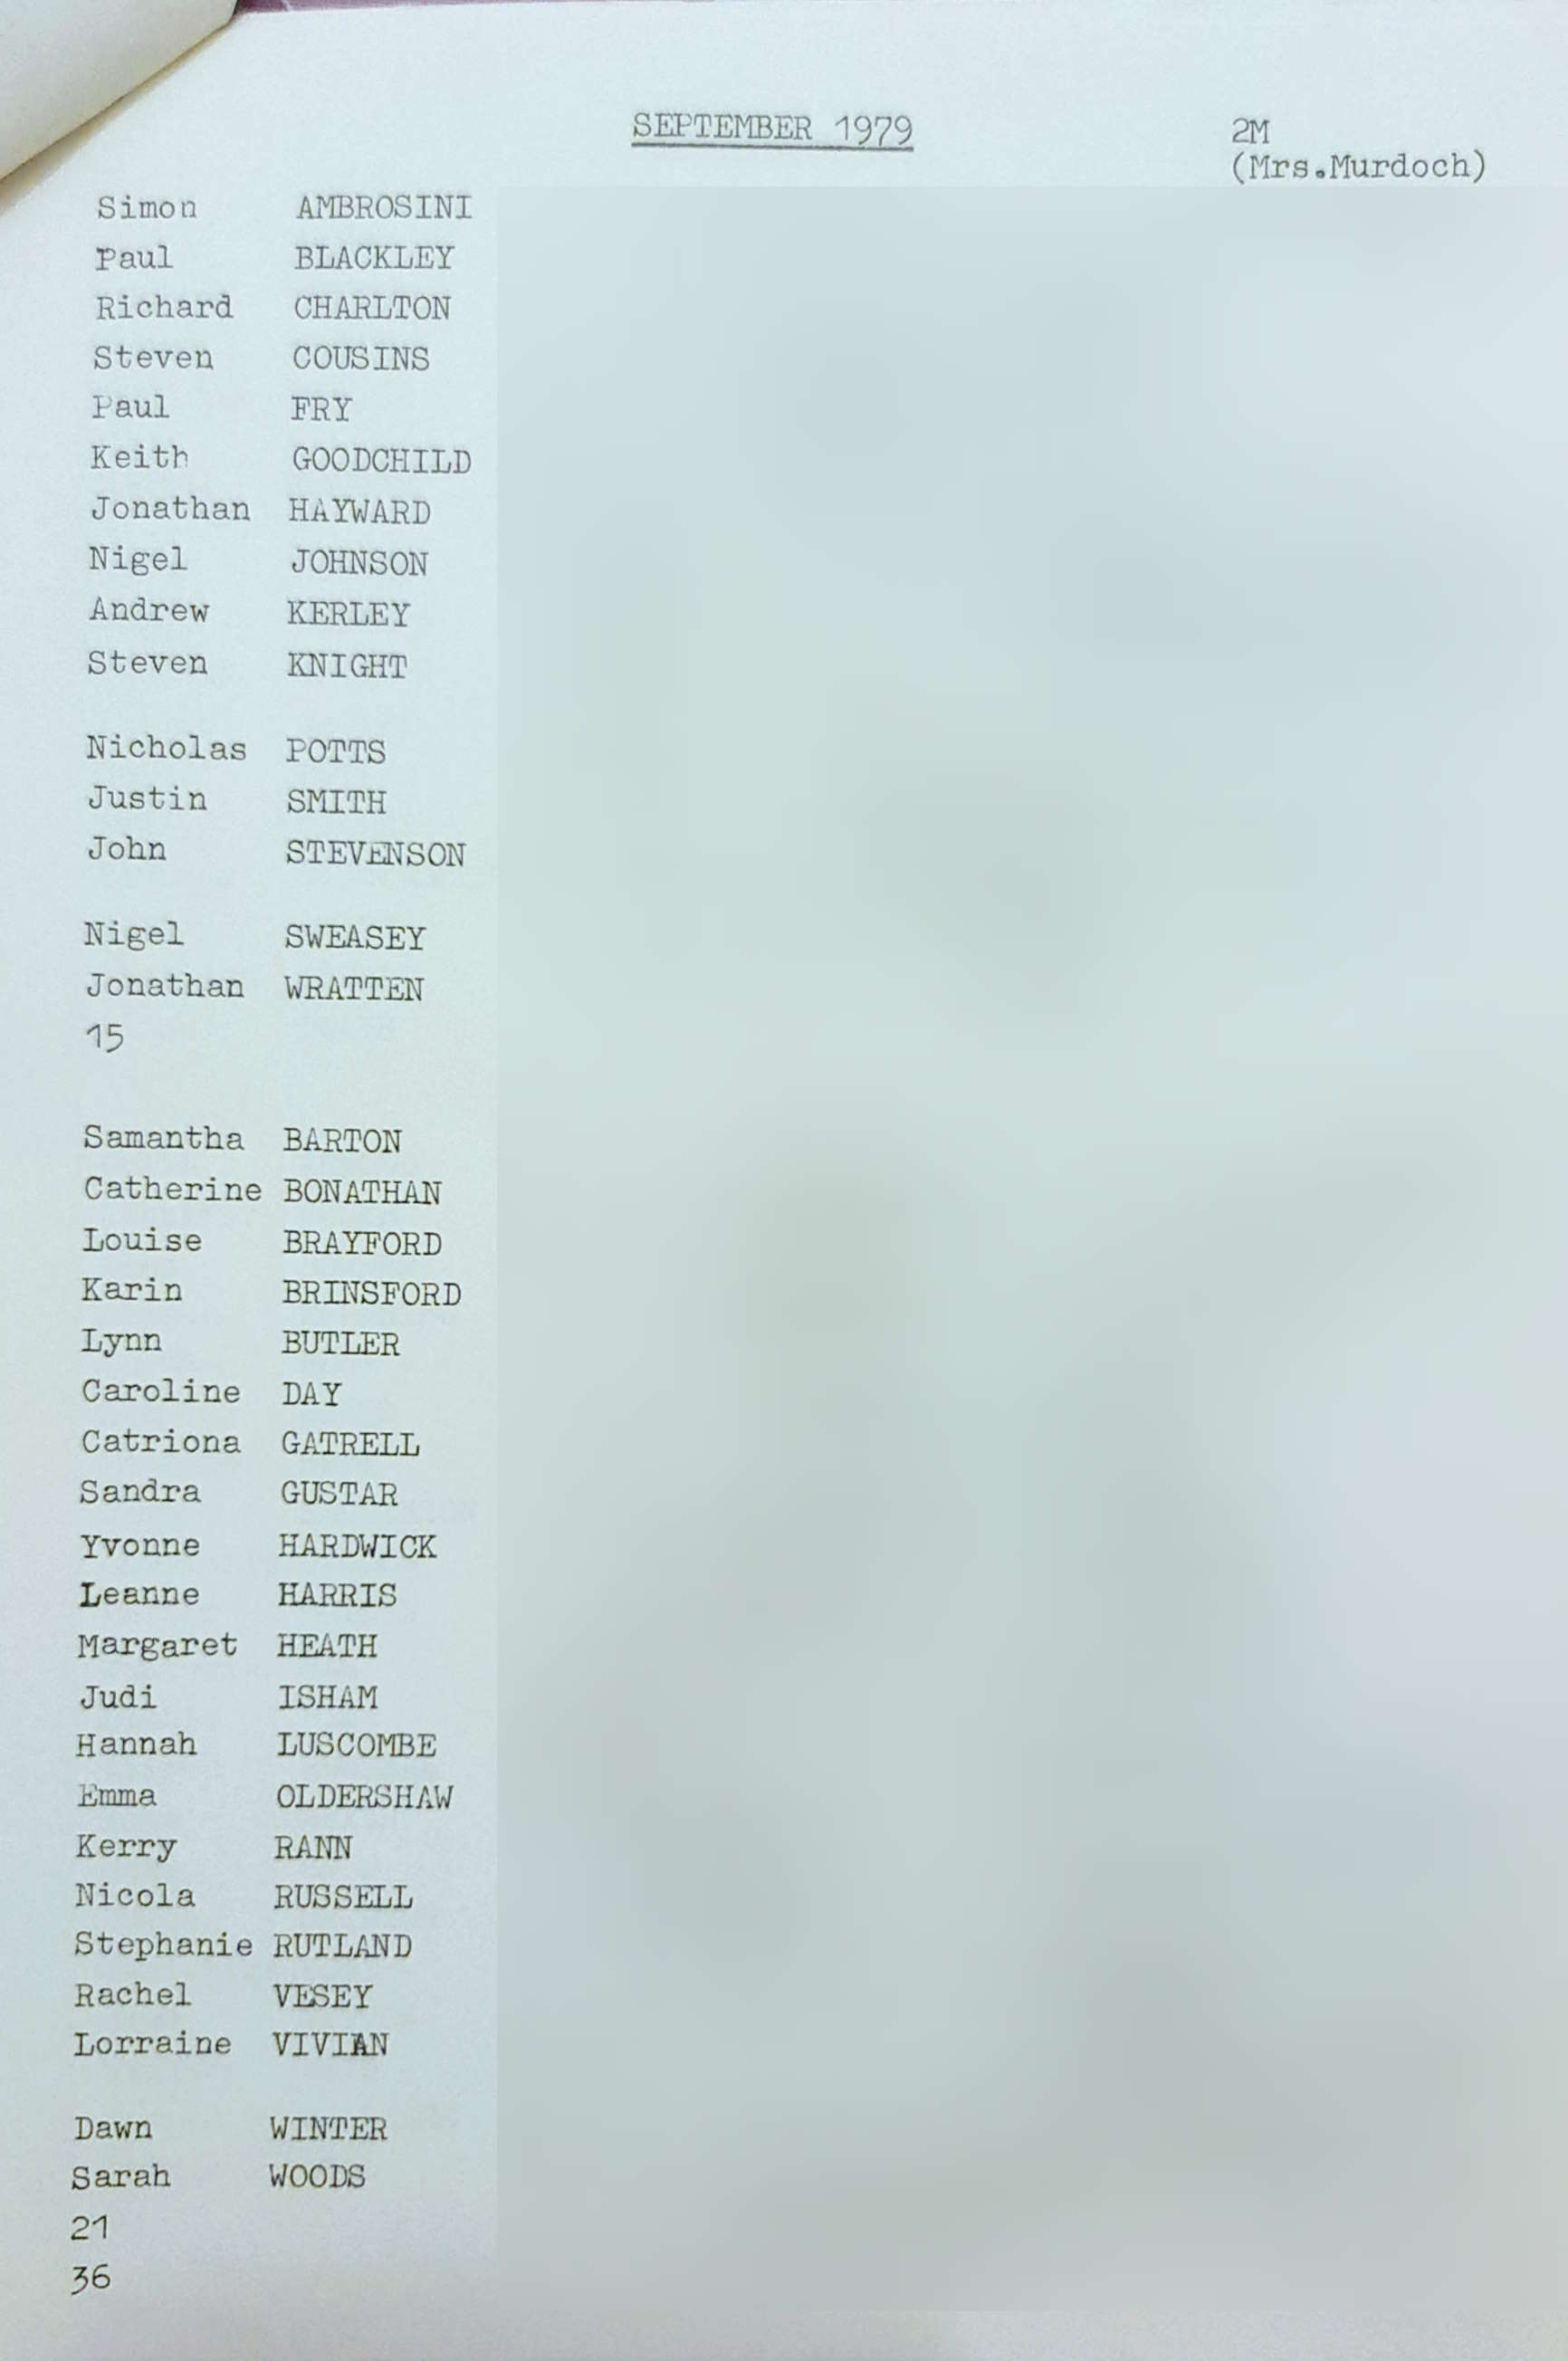 SEPTEMBER 1979
2M
(Mrs.Murdoch)
Simon AMBROSINI
Paul BLACKLEY
Richard CHARLTON
Steven COUSINS
Paul FRY
Keith GOODCHILD
Jonathan HAYWARD
Nigel JOHNSON
Andrew KERLEY
Steven KNIGHT
Nicholas POTTS
Justin SMITH
John STEVENSON
Nigel SWEASEY
Jonathan WRATTEN
15
Samantha BARTON
Catherine BONATHAN
Louise BRAYFORD
Karin BRINSFORD
Lynn BUTLER
Caroline DAY
Catriona GATRELL
Sandra GUSTAR
Yvonne HARDWICK
Leanne HARRIS
Margaret HEATH
Judi ISHAM
Hannah LUSCOMBE
Emma OLDERSHAW
Kerry RANN
Nicola RUSSELL
Stephanie RUTLAND
Rachel VESEY
Lorraine VIVIAN
Dawn WINTER
Sarah WOODS
21
36